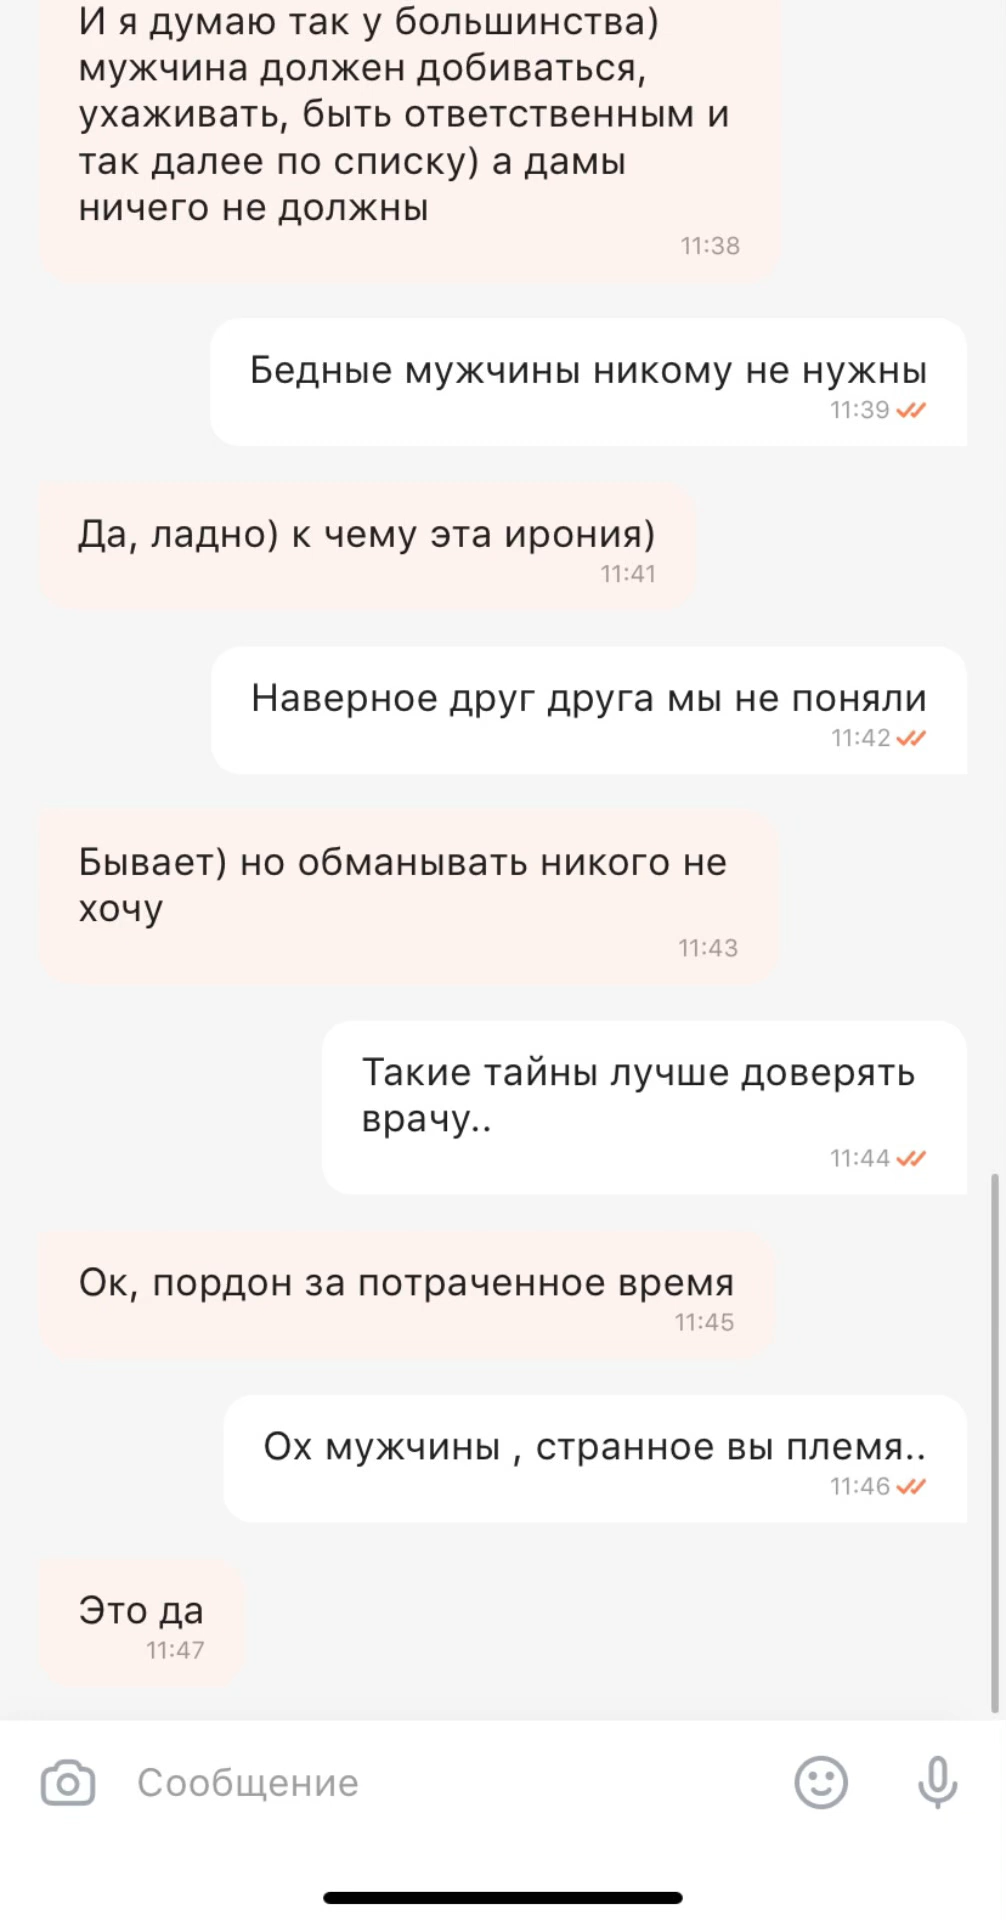 И я думаю так у большинства)
мужчина должен добиваться,
ухаживать, быть ответственным и
так далее по списку) а дамы
ничего не должны
11:38
Бедные мужчины никому не нужны
11:39
Да, ладно) к чему эта ирония)
11:41
Наверное друг друга мы не поняли
11:42
Бывает) но обманывать никого не
хочу
11:43
Такие тайны лучше доверять
врачу..
11:44
Ок, пордон за потраченное время
11:45
Ох мужчины , странное вы племя..
11:46
Это да
11:47
Сообщение